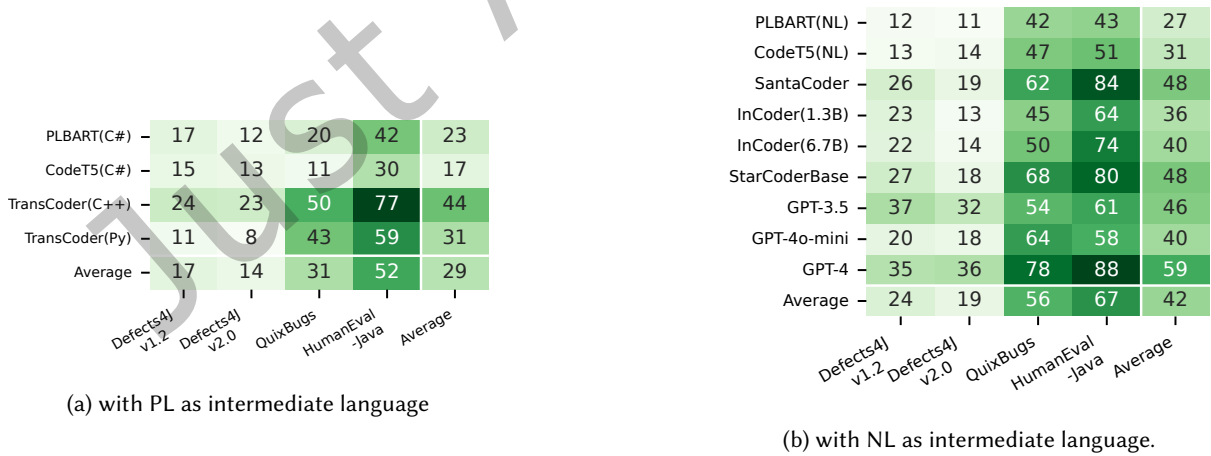 Just A
PLBART(C#) 17 12 20 42 23
CodeT5(C#) 15 13 11 30 17
TransCoder(C++) 24 23 50 77 44
TransCoder(Py) 11 8 43 59 31
Average 17 14 31 52 29
Defects4J v1.2 Defects4J v2.0 QuixBugs HumanEval -Java Average
(a) with PL as intermediate language
PLBART(NL) 12 11 42 43 27
CodeT5(NL) 13 14 47 51 31
SantaCoder 26 19 62 84 48
InCoder(1.3B) 23 13 45 64 36
InCoder(6.7B) 22 14 50 74 40
StarCoderBase 27 18 68 80 48
GPT-3.5 37 32 54 61 46
GPT-4o-mini 20 18 64 58 40
GPT-4 35 36 78 88 59
Average 24 19 56 67 42
Defects4J v1.2 Defects4J v2.0 QuixBugs HumanEval -Java Average
(b) with NL as intermediate language.